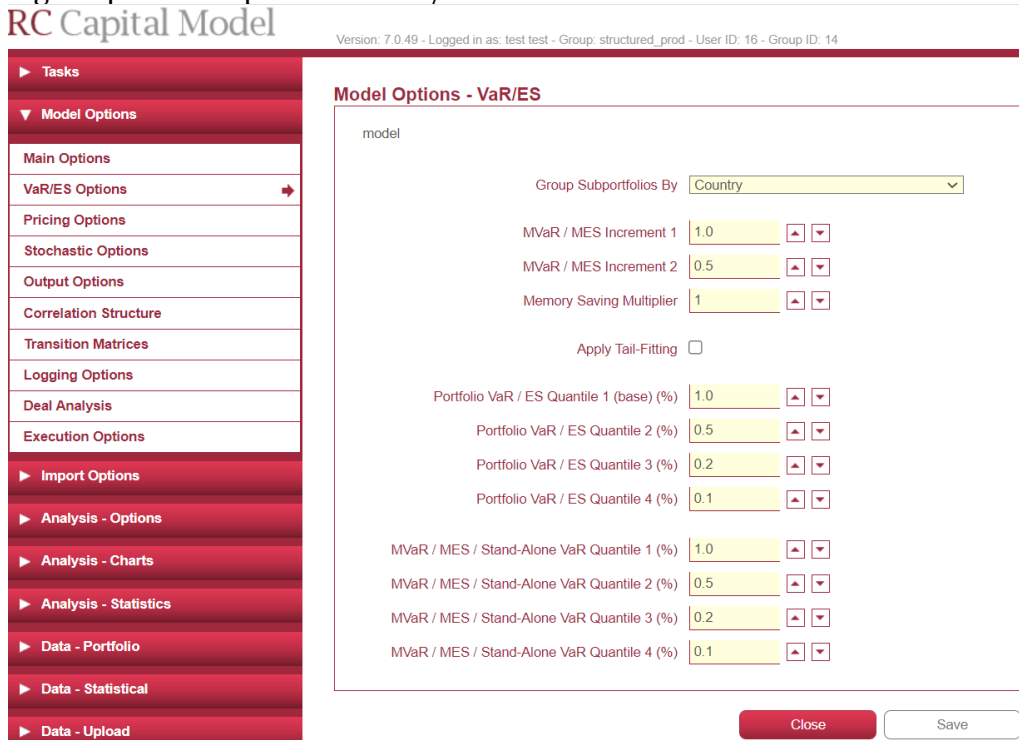 RC Capital Model
Version: 7.0.49 - Logged in as: test test - Group: structured_prod - User ID: 16 - Group ID: 14
Tasks
Model Options
Main Options
VaR/ES Options
Pricing Options
Stochastic Options
Output Options
Correlation Structure
Transition Matrices
Logging Options
Deal Analysis
Execution Options
Import Options
Analysis - Options
Analysis - Charts
Analysis - Statistics
Data - Portfolio
Data - Statistical
Data - Upload
Model Options - VaR/ES
model
Group Subportfolios By Country
MVaR / MES Increment 1 1.0
MVaR / MES Increment 2 0.5
Memory Saving Multiplier 1
Apply Tail-Fitting
Portfolio VaR / ES Quantile 1 (base) (%) 1.0
Portfolio VaR / ES Quantile 2 (%) 0.5
Portfolio VaR / ES Quantile 3 (%) 0.2
Portfolio VaR / ES Quantile 4 (%) 0.1
MVaR / MES / Stand-Alone VaR Quantile 1 (%) 1.0
MVaR / MES / Stand-Alone VaR Quantile 2 (%) 0.5
MVaR / MES / Stand-Alone VaR Quantile 3 (%) 0.2
MVaR / MES / Stand-Alone VaR Quantile 4 (%) 0.1
Close Save